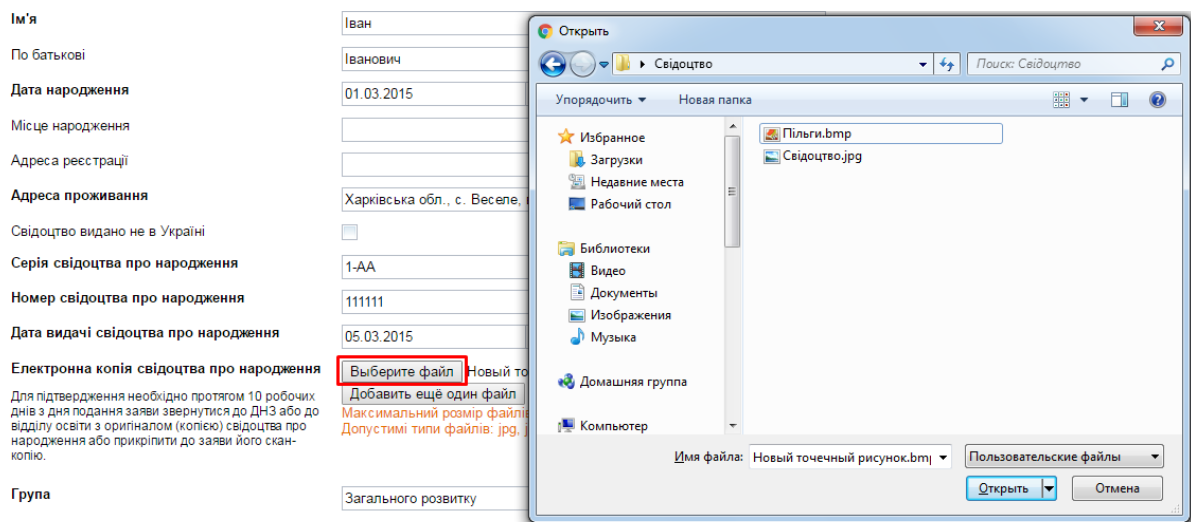 Ім'я
Іван
По батькові
Іванович
Дата народження
01.03.2015
Місце народження
Адреса реєстрації
Адреса проживання
Харківська обл., с. Веселе,
Свідоцтво видано не в Україні
Серія свідоцтва про народження
1-АА
Номер свідоцтва про народження
111111
Дата видачі свідоцтва про народження
05.03.2015
Електронна копія свідоцтва про народження
Выберите файл Новый то
Добавить ещё один файл
Максимальний розмір файлі
Допустимі типи файлів: jpg, j
Для підтвердження необхідно протягом 10 робочих
днів з дня подання заяви звернутися до ДНЗ або до
відділу освіти з оригіналом (копією) свідоцтва про
народження або прикріпити до заяви його скан-
копію.
Група
Загального розвитку
Открыть
Свідоцтво
Поиск: Свідоцтво
Упорядочить
Новая папка
Избранное
Загрузки
Недавние места
Рабочий стол
Библиотеки
Видео
Документы
Изображения
Музыка
Домашняя группа
Компьютер
Пільги.bmp
Свідоцтво.jpg
Имя файла: Новый точечный рисунок.bm
Пользовательские файлы
Открыть
Отмена